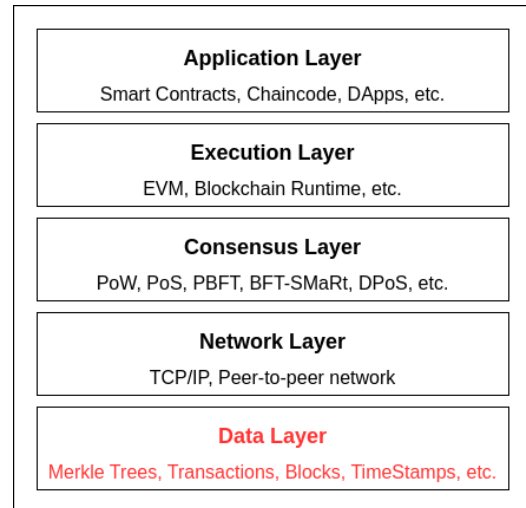 Application Layer
Smart Contracts, Chaincode, DApps, etc.
Execution Layer
EVM, Blockchain Runtime, etc.
Consensus Layer
PoW, PoS, PBFT, BFT-SMaRt, DPoS, etc.
Network Layer
TCP/IP, Peer-to-peer network
Data Layer
Merkle Trees, Transactions, Blocks, TimeStamps, etc.